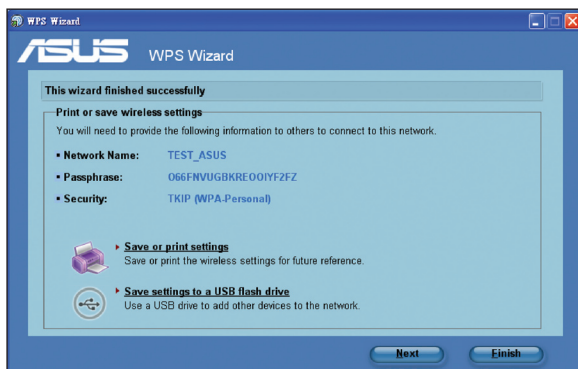 WPS Wizard
ASUS WPS Wizard
This wizard finished successfully
Print or save wireless settings
You will need to provide the following information to others to connect to this network.
Network Name: TEST_ASUS
Passphrase: O66FNVUGBKREOOIYF2FZ
Security: TKIP (WPA-Personal)
Save or print settings
Save or print the wireless settings for future reference.
Save settings to a USB flash drive
Use a USB drive to add other devices to the network.
Next Finish